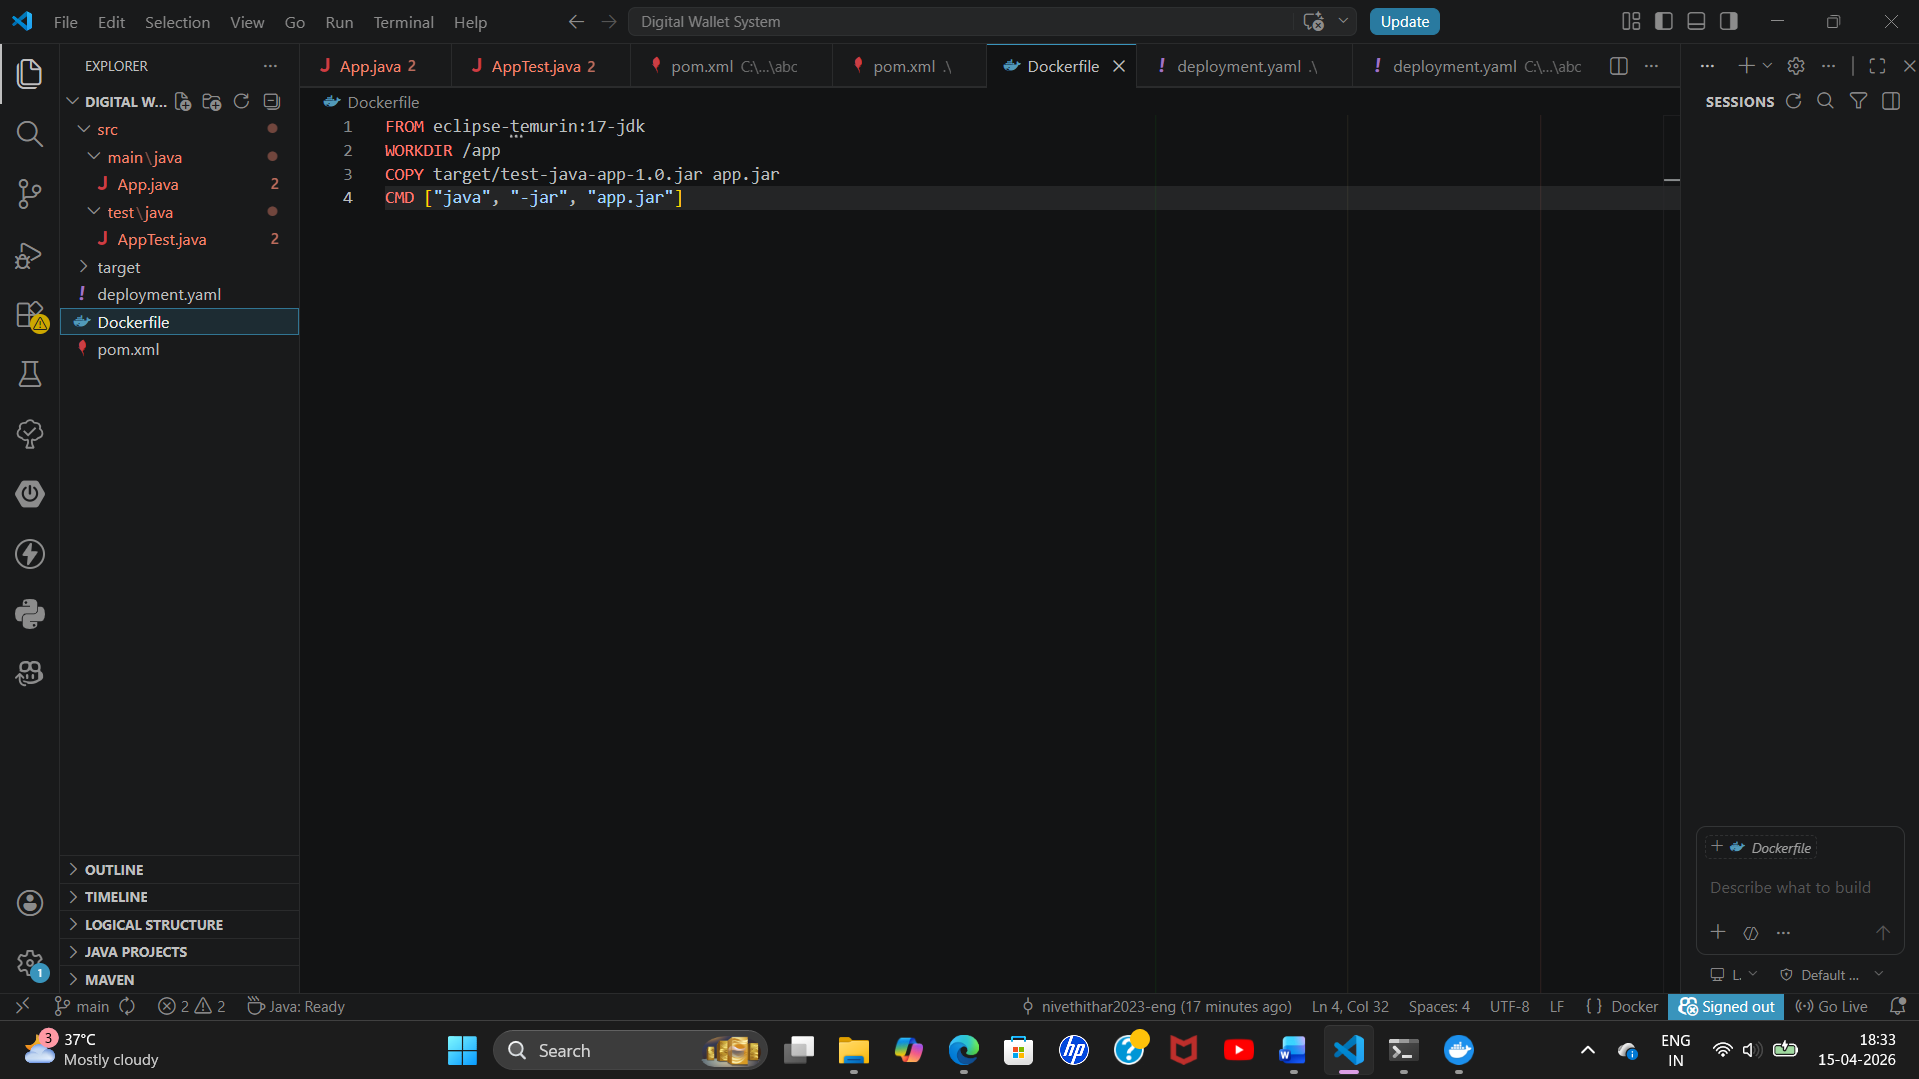 File Edit Selection View Go Run Terminal Help
Digital Wallet System
Update
EXPLORER
DIGITAL W...
src
main\java
App.java 2
test\java
AppTest.java 2
target
deployment.yaml
Dockerfile
pom.xml
OUTLINE
TIMELINE
LOGICAL STRUCTURE
JAVA PROJECTS
MAVEN
App.java 2
AppTest.java 2
pom.xml C:\...\abc
pom.xml .\
Dockerfile
deployment.yaml .\
deployment.yaml C:\...\abc
Dockerfile
1 FROM eclipse-temurin:17-jdk
2 WORKDIR /app
3 COPY target/test-java-app-1.0.jar app.jar
4 CMD ["java", "-jar", "app.jar"]
SESSIONS
Dockerfile
Describe what to build
L.
Default ...
1
main
2
2
Java: Ready
nivethithar2023-eng (17 minutes ago)
Ln 4, Col 32
Spaces: 4
UTF-8
LF
{ } Docker
Signed out
Go Live
3
37°C
Mostly cloudy
Search
hp
ENG
IN
18:33
15-04-2026